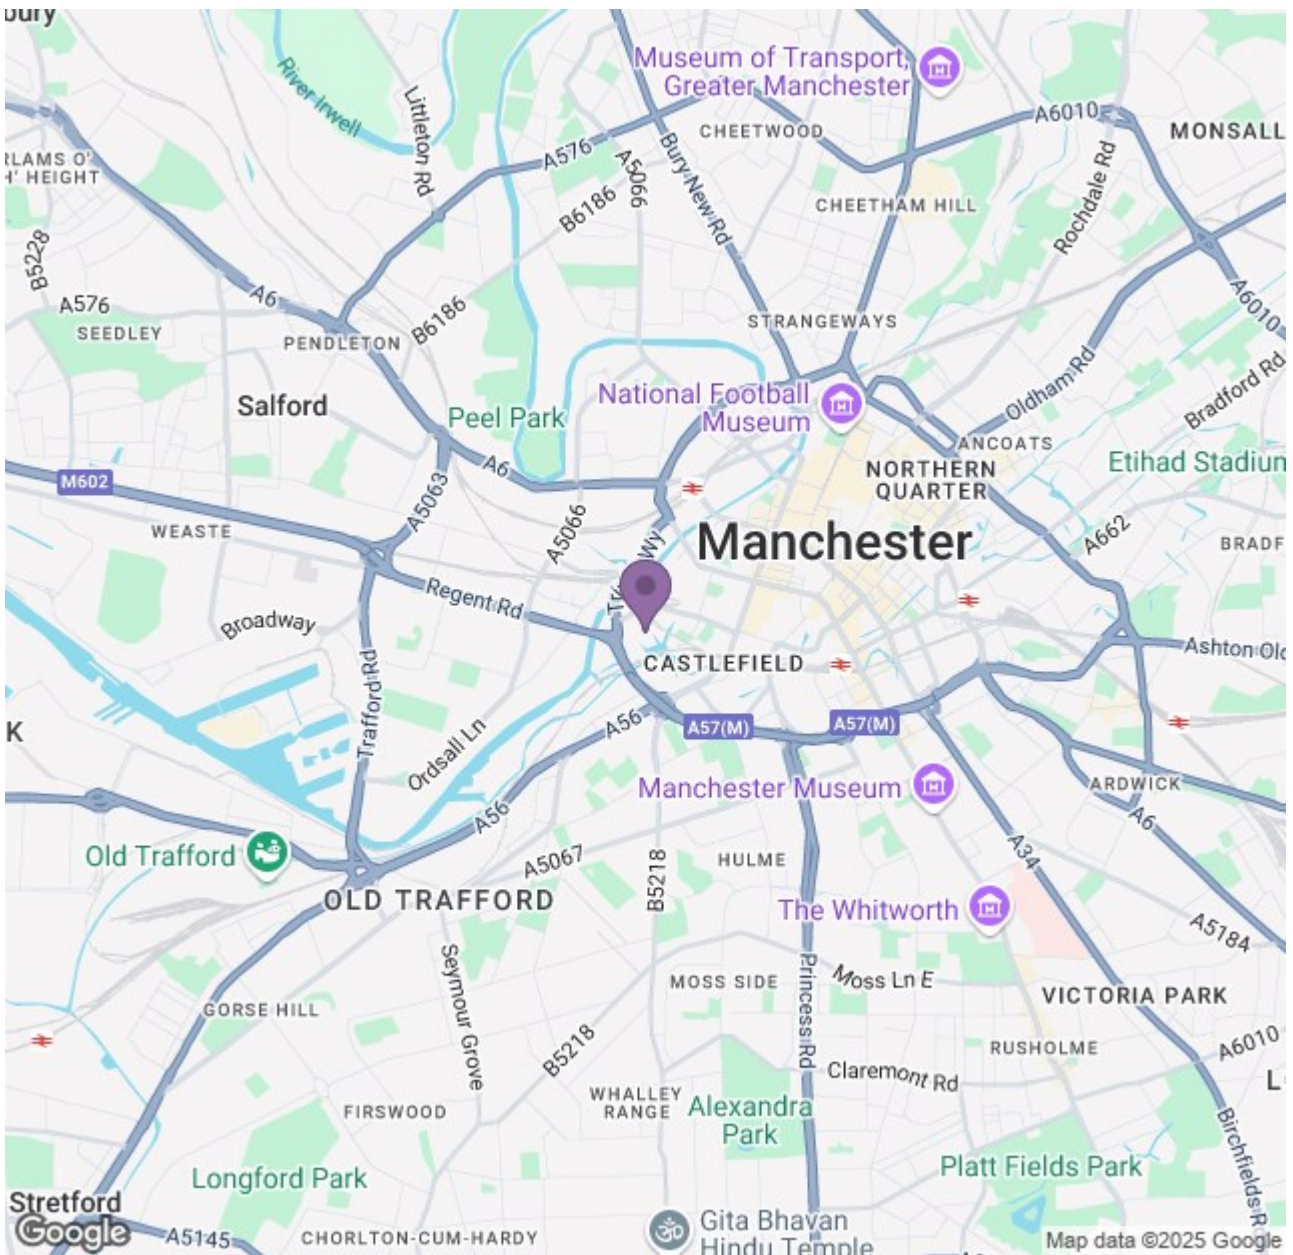 bury
River Irwell
Littleton Rd
Museum of Transport,
Greater Manchester
CHEETWOOD
A6010
MONSALL
A576
A5066
Bury New Rd
RLAMS O'
H' HEIGHT
B6186
CHEETHAM HILL
Rochdale Rd
B5228
A6
A576
SEEDLEY
PENDLETON
B6186
STRANGEWAYS
A6010
Oldham Rd
Bradford Rd
Salford
Peel Park
National Football
Museum
ANCOATS
NORTHERN
QUARTER
Etihad Stadium
M602
A5063
A6
A5066
WEASTE
Manchester
A662
BRADF
Regent Rd
Broadway
CASTLEFIELD
Ashton Old
Trafford Rd
K
Ordsall Ln
A56
A57(M)
A57(M)
Manchester Museum
ARDWICK
A6
A56
Old Trafford
A5067
B5218
HULME
A34
OLD TRAFFORD
The Whitworth
A5184
Seymour Grove
MOSS SIDE
Princess Rd
Moss Ln E
VICTORIA PARK
GORSE HILL
B5218
RUSHOLME
A6010
Claremont Rd
L
FIRSWOOD
WHALLEY
RANGE
Alexandra
Park
Birchfields Rd
Longford Park
Platt Fields Park
Stretford
Google
A5145
CHORLTON-CUM-HARDY
Gita Bhavan
Hindu Temple
Map data ©2025 Google